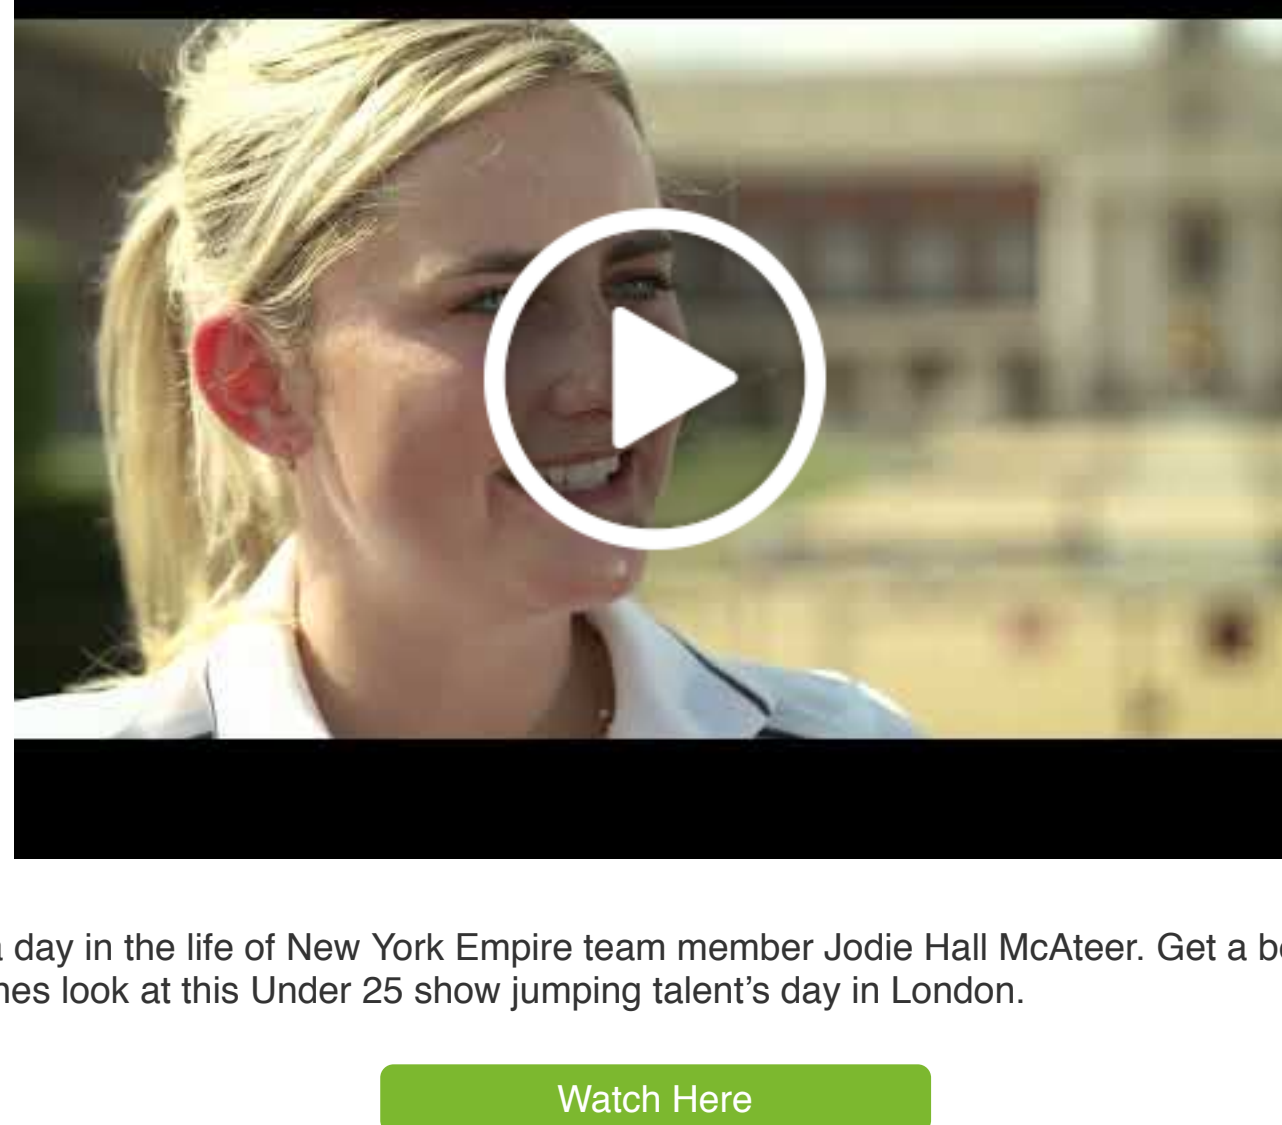 a day in the life of New York Empire team member Jodie Hall McAteer. Get a
look at this Under 25 show jumping talent’s day in London.
Watch Here